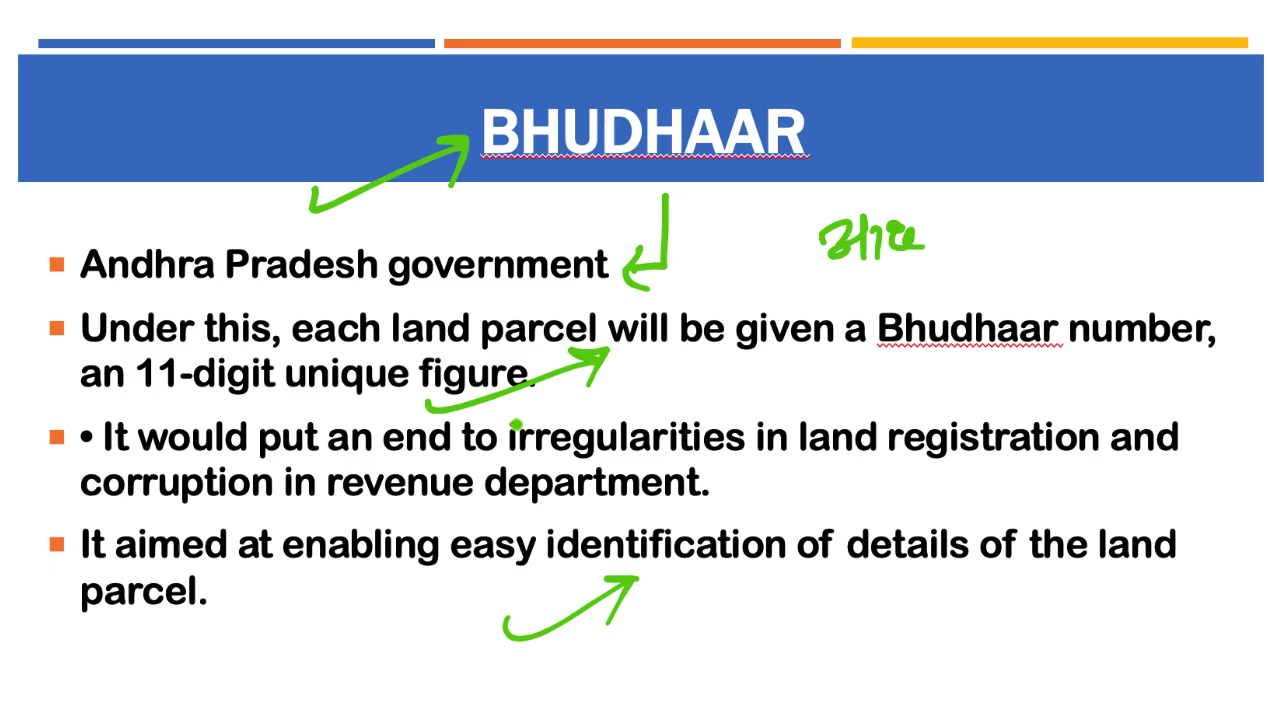 BHUDHAAR
Andhra Pradesh government
Under this, each land parcel will be given a Bhudhaar number,
an 11-digit unique figure.
• It would put an end to irregularities in land registration and
corruption in revenue department.
It aimed at enabling easy identification of details of the land
parcel.